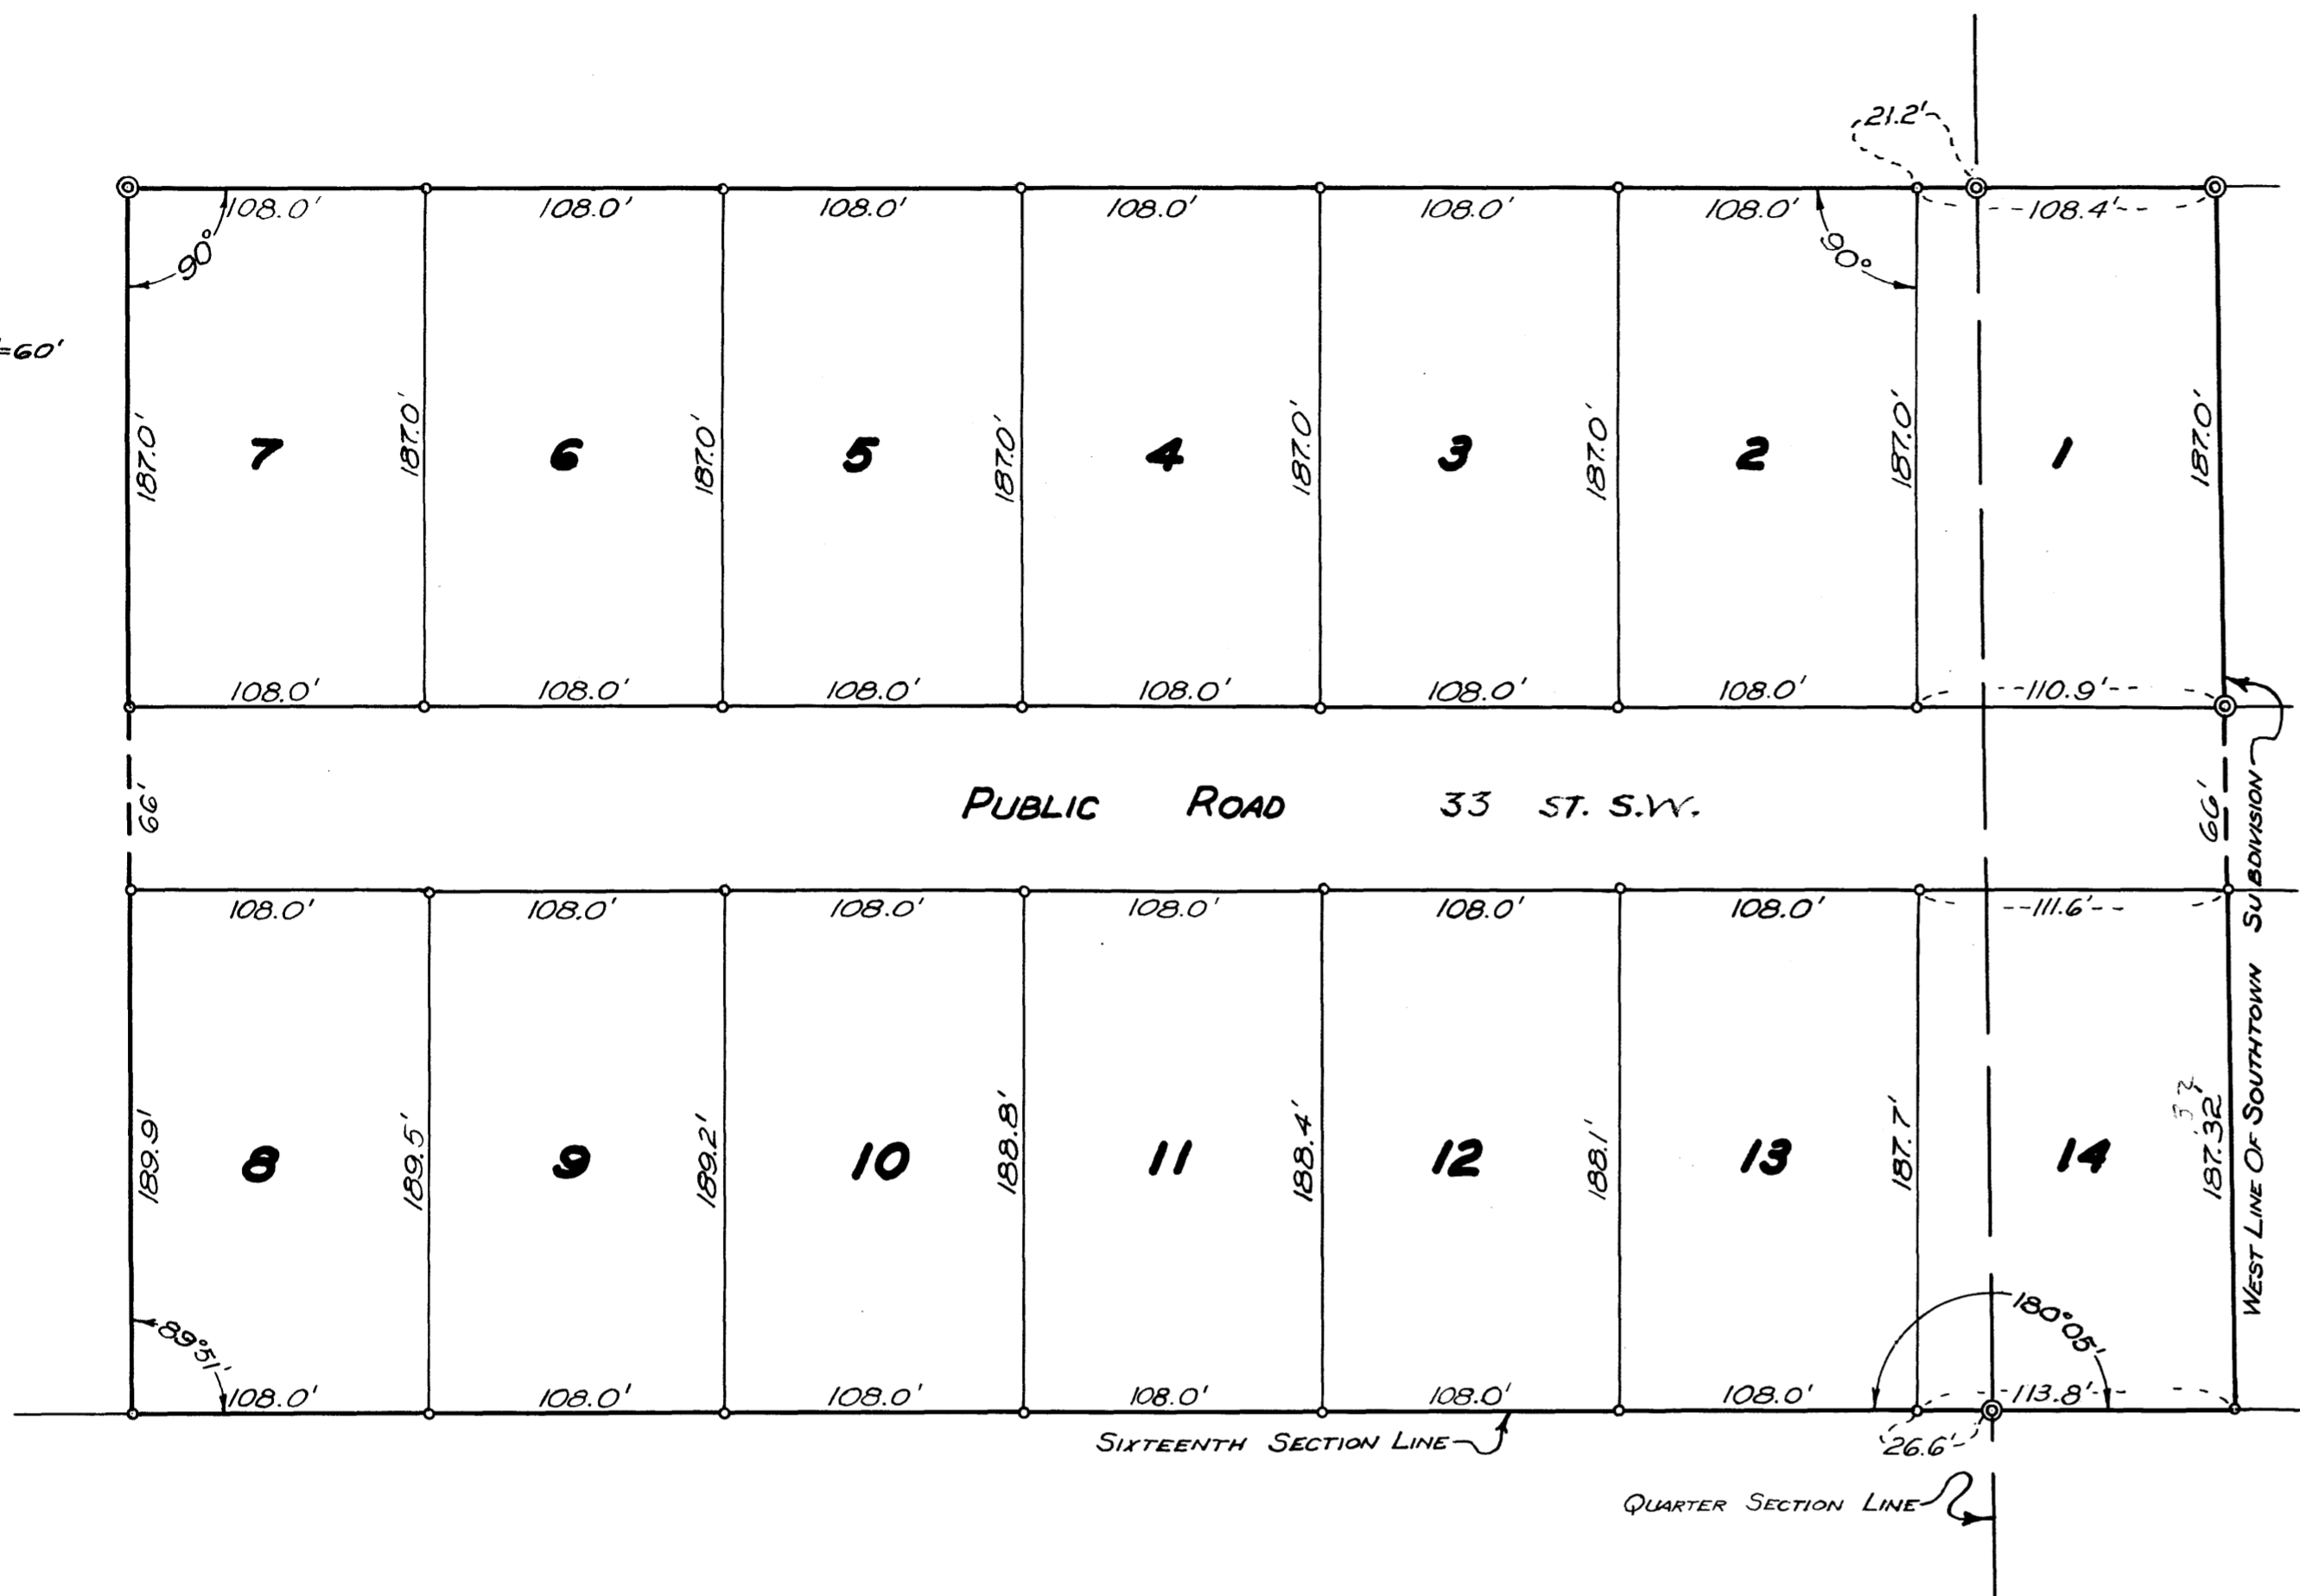 21.2'
108.0' 108.0' 108.0' 108.0' 108.0' 108.0' 108.4'
90° 90°
=60'
187.0' 187.0' 187.0' 187.0' 187.0' 187.0' 187.0' 187.0'
7 6 5 4 3 2 1
108.0' 108.0' 108.0' 108.0' 108.0' 108.0' 110.9'
66' PUBLIC ROAD 33 ST. S.W. 66'
108.0' 108.0' 108.0' 108.0' 108.0' 108.0' 111.6'
WEST LINE OF SOUTHTOWN SUBDIVISION
189.9' 189.5' 189.2' 188.8' 188.4' 188.1' 187.7' 187.32'
8 9 10 11 12 13 14
89°51' 180°05'
108.0' 108.0' 108.0' 108.0' 108.0' 108.0' 113.8'
SIXTEENTH SECTION LINE
26.6'
QUARTER SECTION LINE